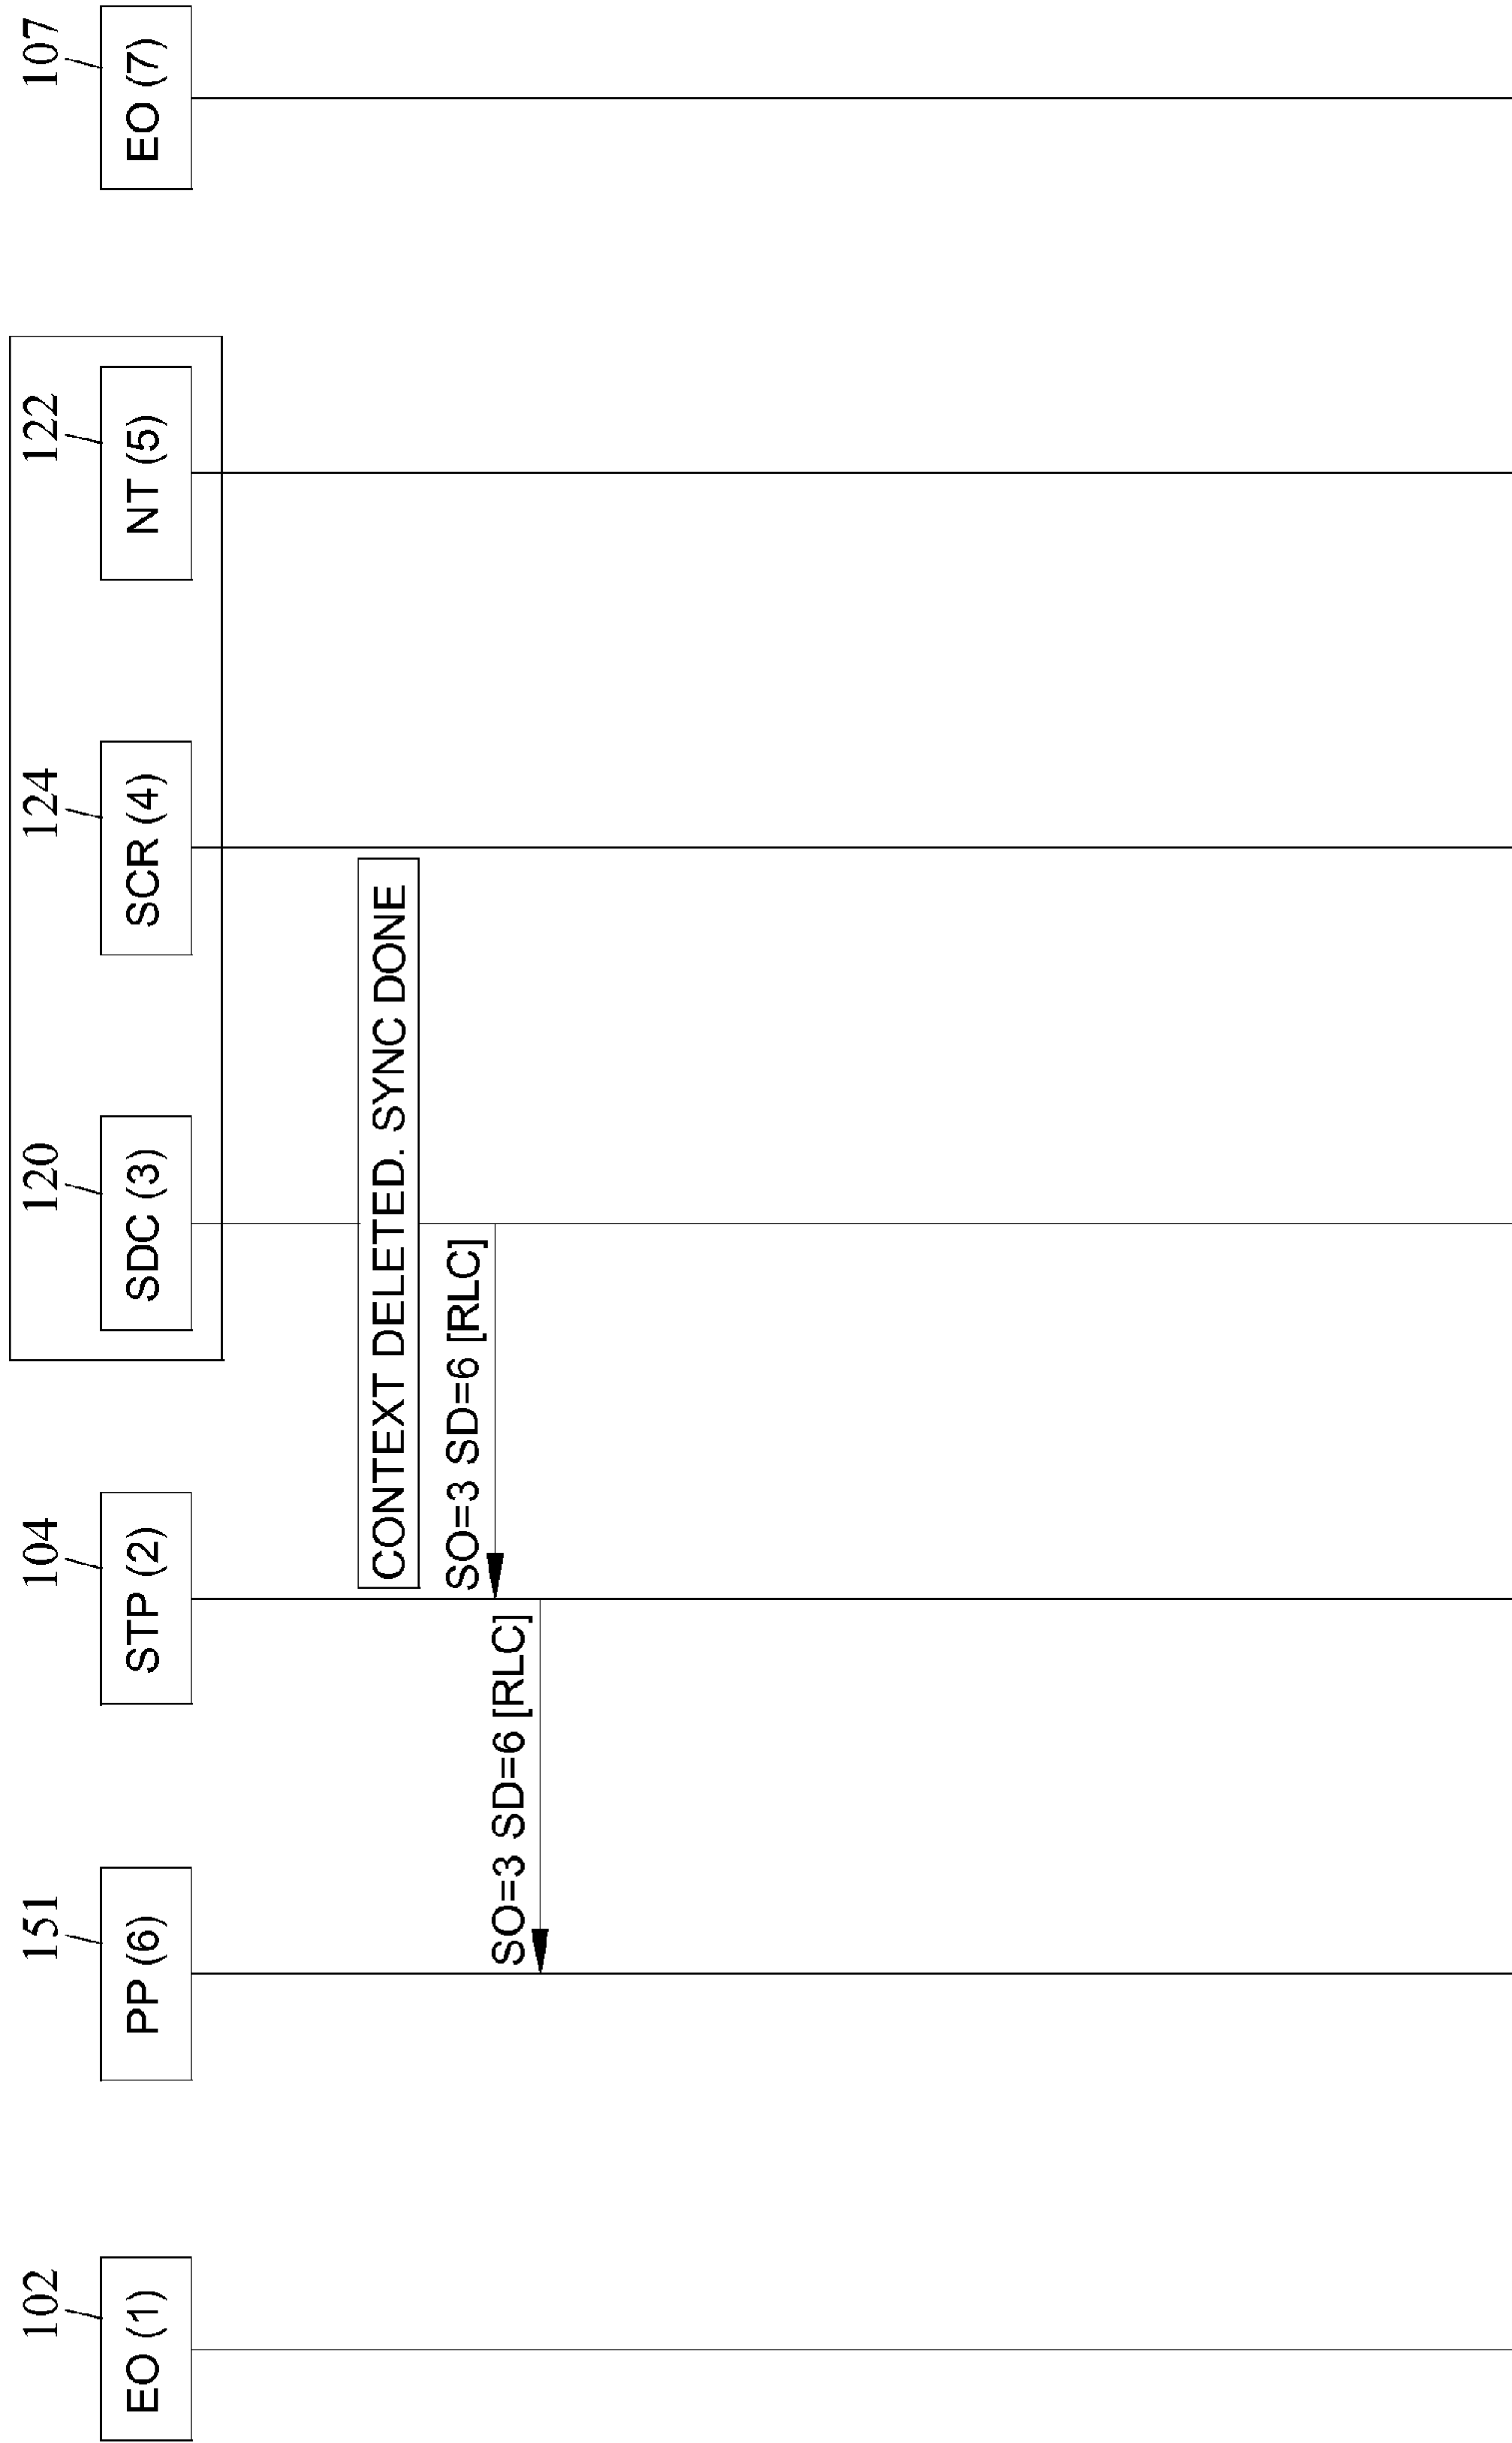 102
151
104
120
124
122
107
EO (1)
PP (6)
STP (2)
SDC (3)
SCR (4)
NT (5)
EO (7)
CONTEXT DELETED. SYNC DONE
SO=3 SD=6 [RLC]
SO=3 SD=6 [RLC]